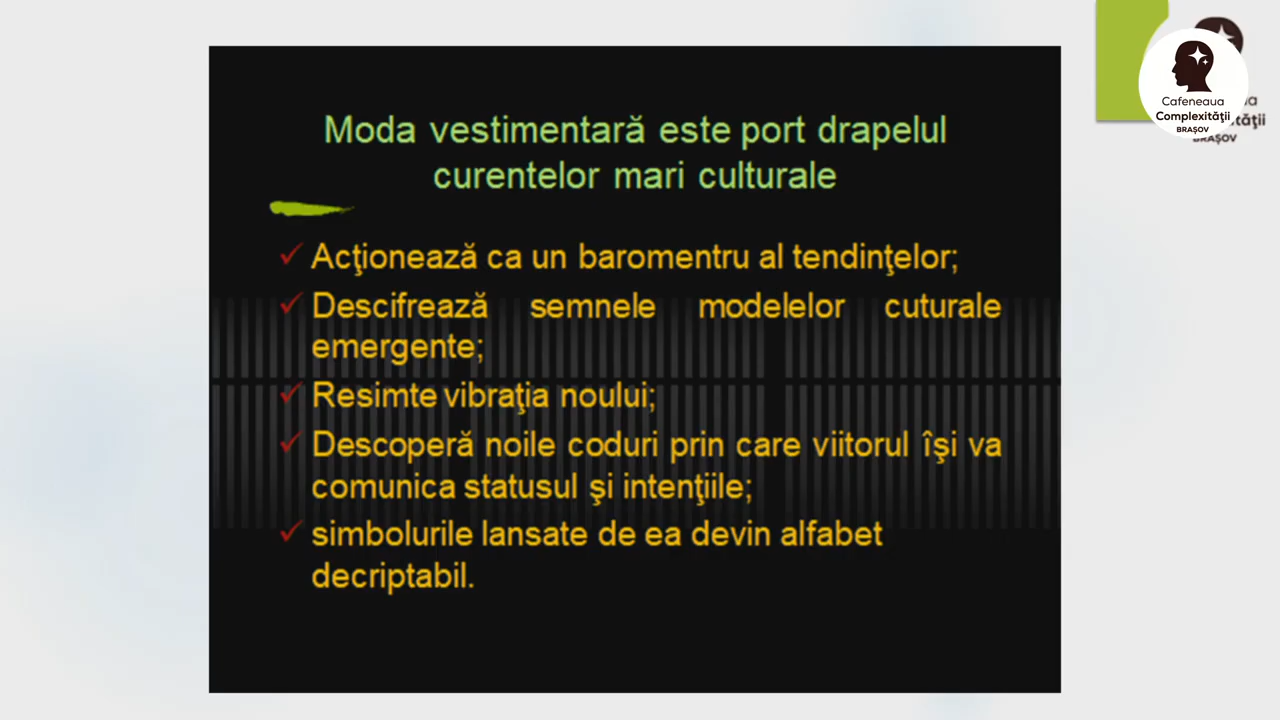 Moda vestimentară este port drapelul
curentelor mari culturale
Acţionează ca un baromentru al tendinţelor;
Descifrează semnele modelelor cuturale
emergente;
Resimte vibraţia noului;
Descoperă noile coduri prin care viitorul îşi va
comunica statusul şi intenţiile;
simbolurile lansate de ea devin alfabet
decriptabil.
Cafeneaua
Complexităţii
BRAŞOV